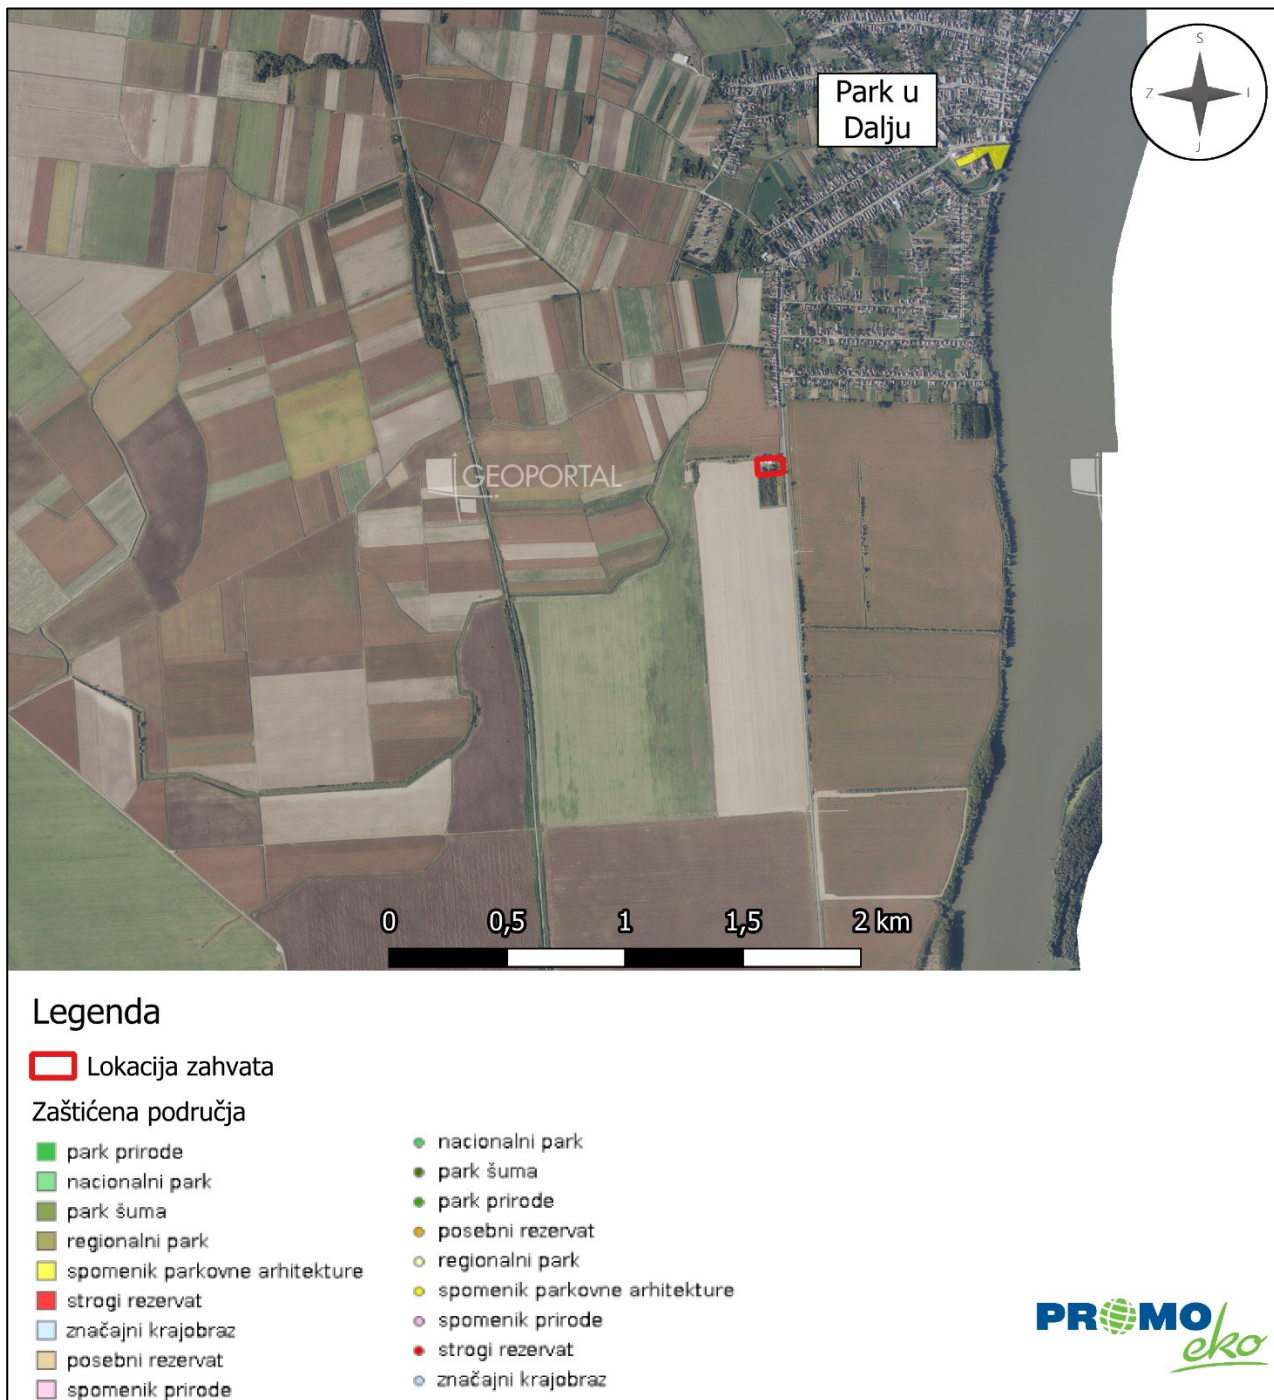 Park u
Dalju
S
Z
I
J
GEOPORTAL
0 0,5 1 1,5 2 km
Legenda
Lokacija zahvata
Zaštićena područja
park prirode
nacionalni park
park šuma
regionalni park
spomenik parkovne arhitekture
strogi rezervat
značajni krajobraz
posebni rezervat
spomenik prirode
nacionalni park
park šuma
park prirode
posebni rezervat
regionalni park
spomenik parkovne arhitekture
spomenik prirode
strogi rezervat
značajni krajobraz
PROMO
eko